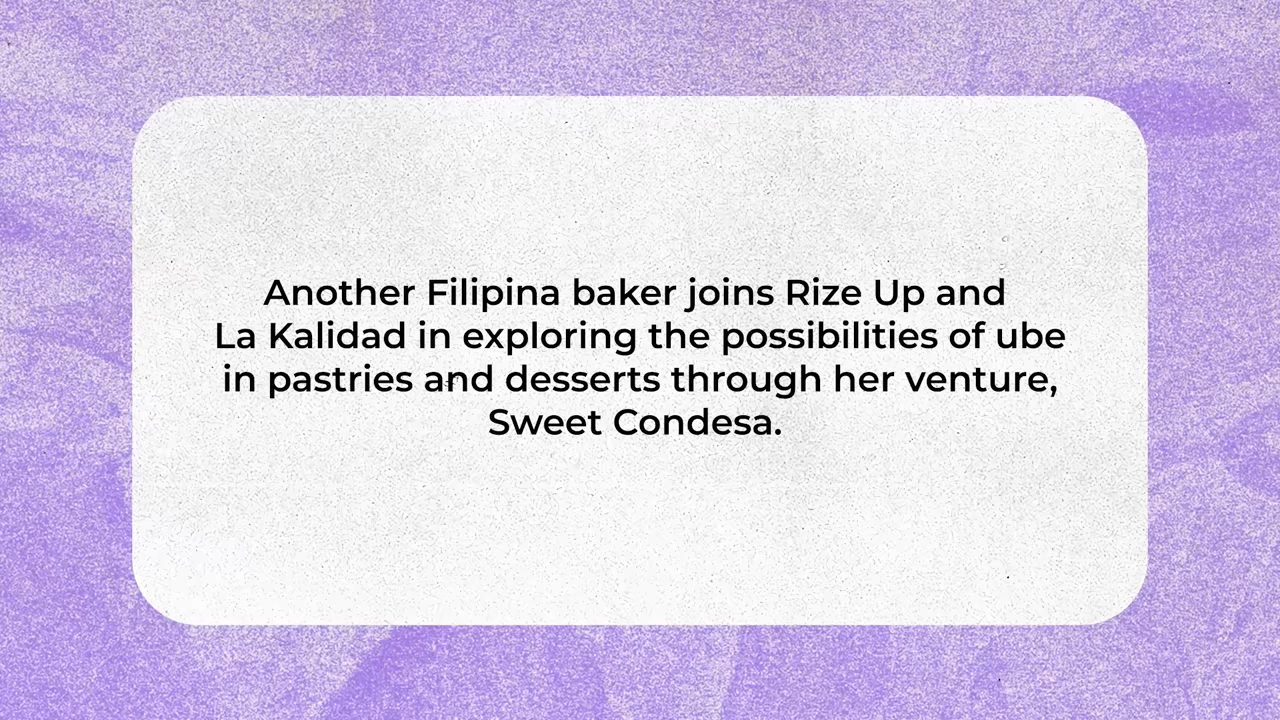 Another Filipina baker joins Rize Up and
La Kalidad in exploring the possibilities of ube
in pastries and desserts through her venture,
Sweet Condesa.